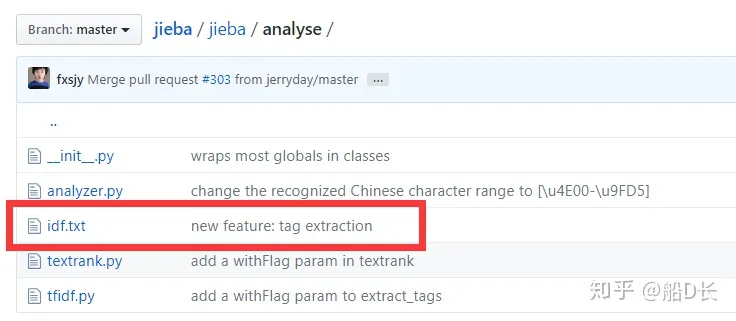 Branch: master jieba / jieba / analyse /
fxsjy Merge pull request #303 from jerryday/master ...
..
__init__.py wraps most globals in classes
analyzer.py change the recognized Chinese character range to [\u4E00-\u9FD5]
idf.txt new feature: tag extraction
textrank.py add a withFlag param in textrank
tfidf.py add a withFlag param to extract_tags
知乎 @船D长